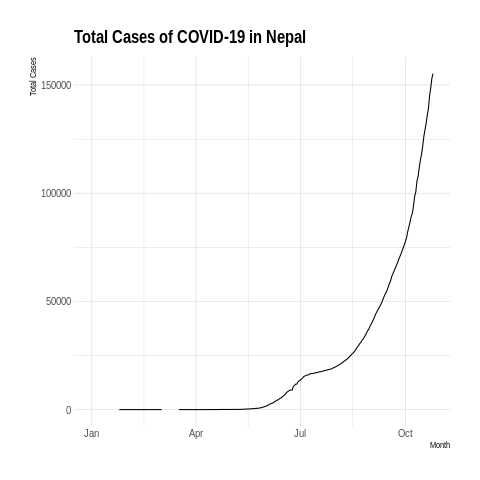 Total Cases of COVID-19 in Nepal
Total Cases
150000
100000
50000
0
Jan Apr Jul Oct
Month